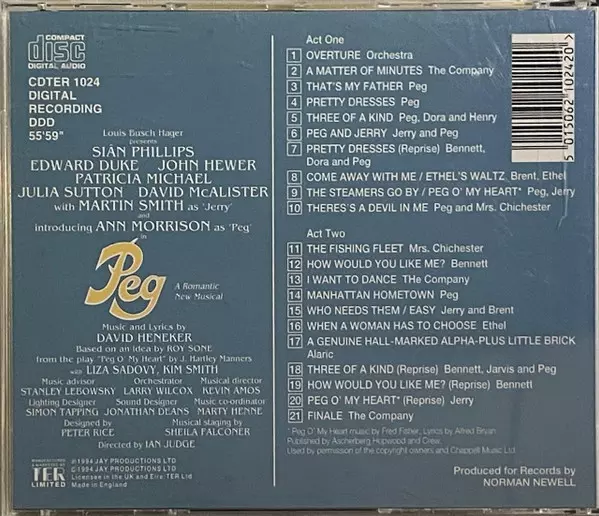 COMPACT
disc
DIGITAL AUDIO
CDTER 1024
DIGITAL
RECORDING
DDD
55'59"
Louis Busch Hager
presents
SIÂN PHILLIPS
EDWARD DUKE JOHN HEWER
PATRICIA MICHAEL
JULIA SUTTON DAVID McALISTER
with MARTIN SMITH as 'Jerry'
and
introducing ANN MORRISON as 'Peg'
in
Peg
A Romantic
New Musical
Music and Lyrics by
DAVID HENEKER
Based on an idea by ROY SONE
from the play "Peg O' My Heart" by J. Hartley Manners
with LIZA SADOVY, KIM SMITH
Music advisor Orchestrator Musical director
STANLEY LEBOWSKY LARRY WILCOX KEVIN AMOS
Lighting Designer Sound Designer Music co-ordinator
SIMON TAPPING JONATHAN DEANS MARTY HENNE
Designed by Musical staging by
PETER RICE SHEILA FALCONER
Directed by IAN JUDGE
TER
LIMITED
℗1994 JAY PRODUCTIONS LTD
©1994 JAY PRODUCTIONS LTD
Licensed in the UK and Eire: TER Ltd
Made in England
Act One
1 OVERTURE Orchestra
2 A MATTER OF MINUTES The Company
3 THAT'S MY FATHER Peg
4 PRETTY DRESSES Peg
5 THREE OF A KIND Peg, Dora and Henry
6 PEG AND JERRY Jerry and Peg
7 PRETTY DRESSES (Reprise) Bennett,
Dora and Peg
8 COME AWAY WITH ME / ETHEL'S WALTZ Brent, Ethel
9 THE STEAMERS GO BY / PEG O' MY HEART* Peg, Jerry
10 THERES'S A DEVIL IN ME Peg and Mrs. Chichester
Act Two
11 THE FISHING FLEET Mrs. Chichester
12 HOW WOULD YOU LIKE ME? Bennett
13 I WANT TO DANCE THe Company
14 MANHATTAN HOMETOWN Peg
15 WHO NEEDS THEM / EASY Jerry and Brent
16 WHEN A WOMAN HAS TO CHOOSE Ethel
17 A GENUINE HALL-MARKED ALPHA-PLUS LITTLE BRICK
Alaric
18 THREE OF A KIND (Reprise) Bennett, Jarvis and Peg
19 HOW WOULD YOU LIKE ME? (Reprise) Bennett
20 PEG O' MY HEART* (Reprise) Jerry
21 FINALE The Company
* Peg O' My Heart music by Fred Fisher, Lyrics by Alfred Bryan
Published by Ascherberg Hopwood and Crew.
Used by permission of the copyright owners and Chappell Music Ltd.
Produced for Records by
NORMAN NEWELL
5 015062 102420